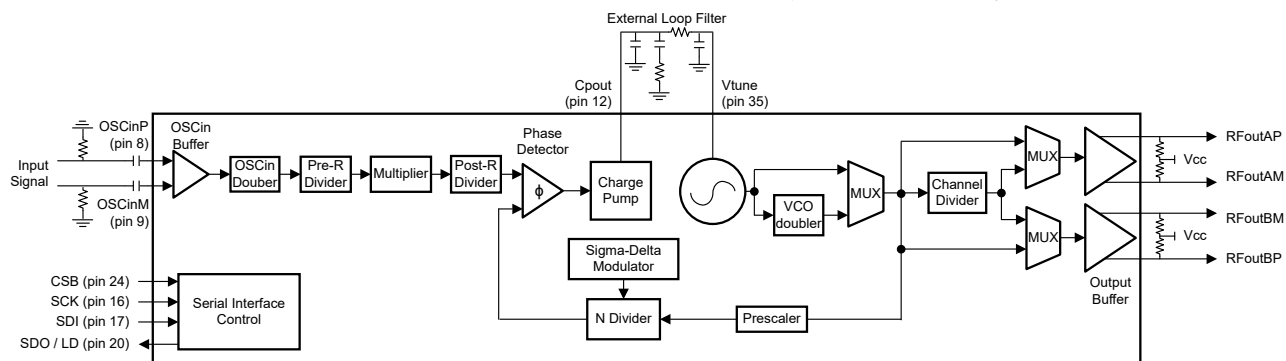 External Loop Filter
Cpout
(pin 12)
Vtune
(pin 35)
OSCinP
(pin 8)
OSCin
Buffer
Input
Signal
OSCinM
(pin 9)
OSCin
Douber
Pre-R
Divider
Multiplier
Post-R
Divider
Phase
Detector
ϕ
Charge
Pump
VCO
doubler
MUX
Channel
Divider
MUX
MUX
RFoutAP
Vcc
RFoutAM
RFoutBM
Vcc
RFoutBP
Output
Buffer
Sigma-Delta
Modulator
N Divider
Prescaler
CSB (pin 24)
SCK (pin 16)
SDI (pin 17)
SDO / LD (pin 20)
Serial Interface
Control